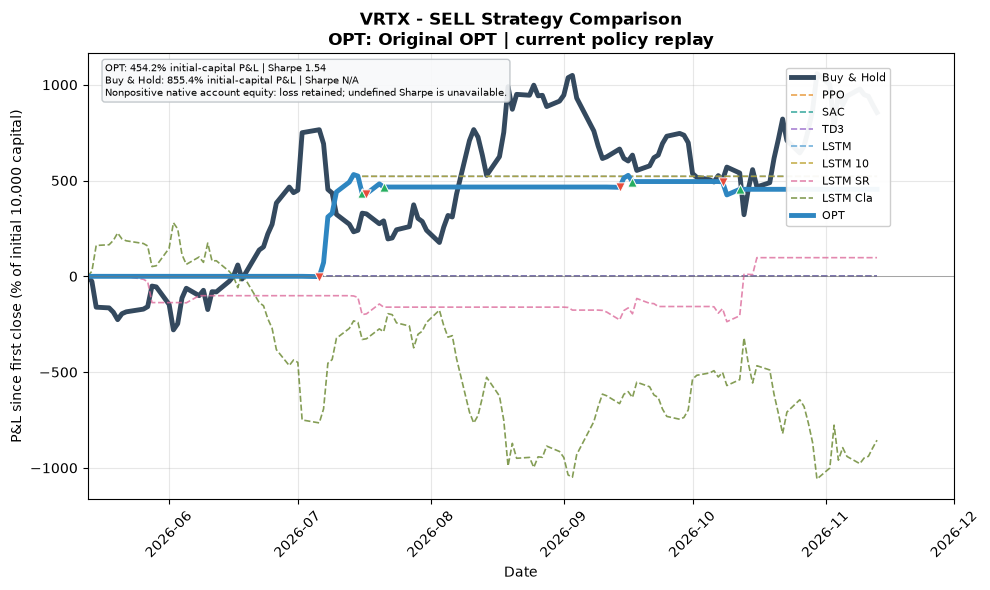 VRTX - SELL Strategy Comparison
OPT: Original OPT | current policy replay
OPT: 454.2% initial-capital P&L | Sharpe 1.54
Buy & Hold: 855.4% initial-capital P&L | Sharpe N/A
Nonpositive native account equity: loss retained; undefined Sharpe is unavailable.
Buy & Hold
PPO
SAC
TD3
LSTM
LSTM 10
LSTM SR
LSTM Cla
OPT
P&L since first close (% of initial 10,000 capital)
1000
500
0
−500
−1000
2026-06
2026-07
2026-08
2026-09
2026-10
2026-11
2026-12
Date